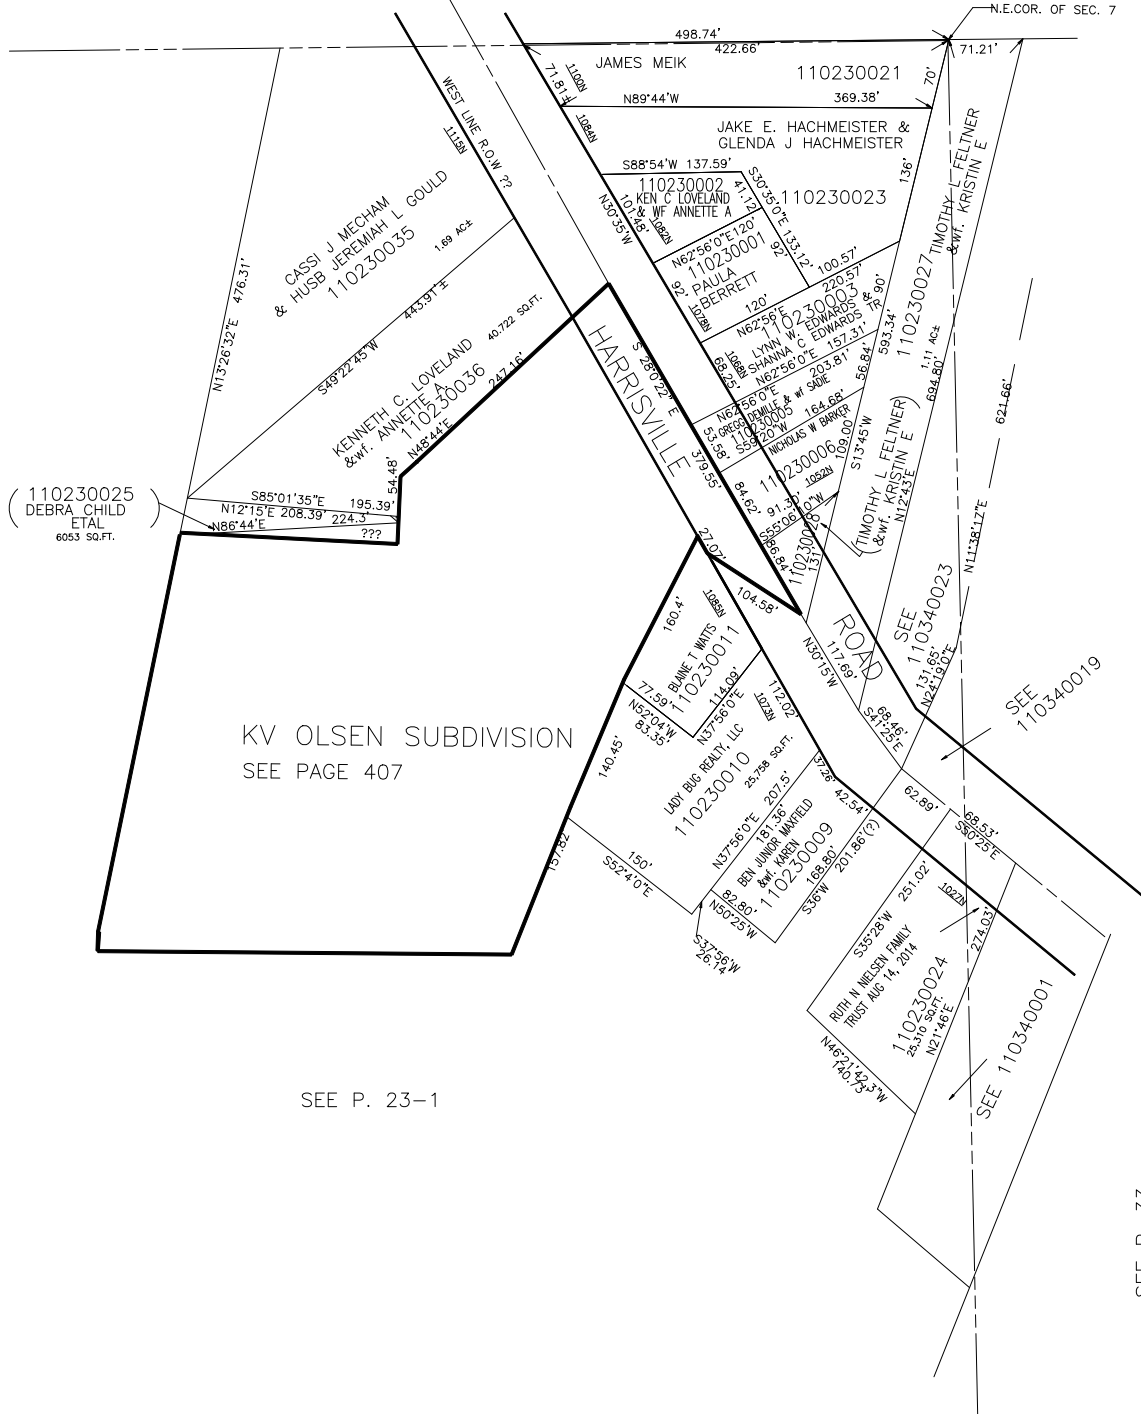 N.E.COR. OF SEC. 7
498.74'
422.66'
71.21'
JAMES MEIK
110230021
70'
71.81±
1100N
N89°44'W
369.38'
1084N
JAKE E. HACHMEISTER &
GLENDA J HACHMEISTER
136'
110230023
S88°54'W 137.59'
110230002
KEN C LOVELAND
& WF ANNETTE A
41.12'
S30°35'0"E 133.12'
101.48'
N30°35'W
1082N
N62°56'0"E120'
110230001
PAULA
BERRETT
92'
92'
1078N
120'
100.57'
220.57'
N62°56'E
110230003
LYNN W. EDWARDS &
SHANNA C EDWARDS TR
90'
593.34'
1068N
68.25'
N62°56'0"E 157.31'
203.81'
56.84'
N62°56'0"E
GREGG DEMILLE & wf SADIE
110230005
164.68'
53.58'
S59°20'W
NICHOLAS W BARKER
110230006
1052N
109.00'
S13°45'W
84.62'
91.30'
S55°06'10"W
86.84'
110230028
131'
(TIMOTHY L FELTNER)
(&wf. KRISTIN E )
110230027
TIMOTHY L FELTNER
&wf. KRISTIN E
1.11 AC±
694.80'
N12°43'E
621.66'
N11°38'17"E
SEE
110340023
131.65'
N24°19'0"E
SEE
110340019
WEST LINE R.O.W ??
1115N
CASSI J MECHAM
& HUSB JEREMIAH L GOULD
110230035
1.69 AC±
N13°26'32"E 476.31'
S49°22'45"W
443.91'±
KENNETH C. LOVELAND
&wf. ANNETTE A.
110230036
40.722 SQ.FT.
N48°44'E
247.16'
54.48'
S85°01'35"E
195.39'
N12°15'E 208.39'
224.3'
N86°44'E
???
110230025
DEBRA CHILD
ETAL
6053 SQ.FT.
HARRISVILLE
ROAD
S 28°0'22" E
379.55'
27.07'
104.58'
160.4'
1085N
BLAINE T WATTS
110230011
77.59'
N52°04'W
83.35'
114.09'
N37°56'0"E
112.02'
1073N
N30°15'W
117.69'
68.46'
S41°25'E
KV OLSEN SUBDIVISION
SEE PAGE 407
140.45'
LADY BUG REALTY, LLC
110230010
25,758 SQ.FT.
N37°56'0"E 207.5'
181.36'
37.26'
42.54'
157.82
150'
S52°4'0"E
BEN JUNIOR MAXFIELD
&wf. KAREN
110230009
168.80'
S36°W 201.86'(?)
82.80'
N50°25'W
S37°56'W
26.14'
62.89'
68.53'
S50°25'E
S35°28'W 251.02'
1027N
RUTH N NIELSEN FAMILY
TRUST AUG 14, 2014
110230024
25,310 SQ.FT.
N21°46'E
274.03'
N46°21'42.3"W
140.73'
SEE 110340001
SEE P. 23-1